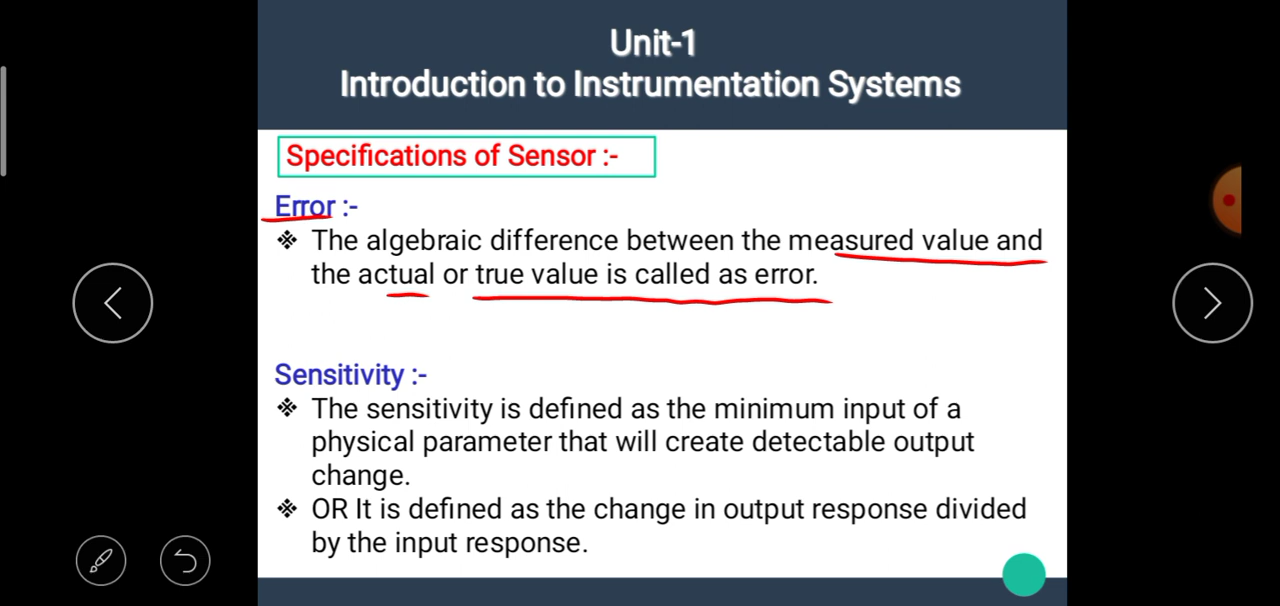 Unit-1
Introduction to Instrumentation Systems
Specifications of Sensor :-
Error :-
❖ The algebraic difference between the measured value and
the actual or true value is called as error.
Sensitivity :-
❖ The sensitivity is defined as the minimum input of a
physical parameter that will create detectable output
change.
❖ OR It is defined as the change in output response divided
by the input response.